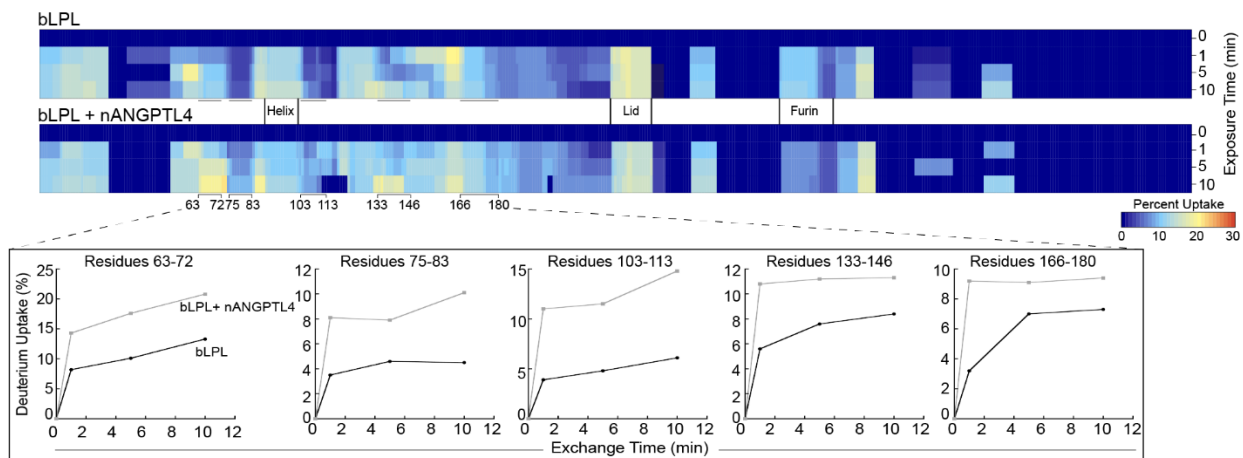 bLPL
0
1
5
10
Exposure Time (min)
Helix
Lid
Furin
bLPL + nANGPTL4
0
1
5
10
63 72 75 83 103 113 133 146 166 180
Percent Uptake
0 10 20 30
Residues 63-72
Residues 75-83
Residues 103-113
Residues 133-146
Residues 166-180
Deuterium Uptake (%)
25
20
15
10
5
0
bLPL+ nANGPTL4
bLPL
0 2 4 6 8 10 12
12
10
8
6
4
2
0
0 2 4 6 8 10 12
15
10
5
0
0 2 4 6 8 10 12
12
10
8
6
4
2
0
0 2 4 6 8 10 12
10
8
6
4
2
0
0 2 4 6 8 10 12
Exchange Time (min)